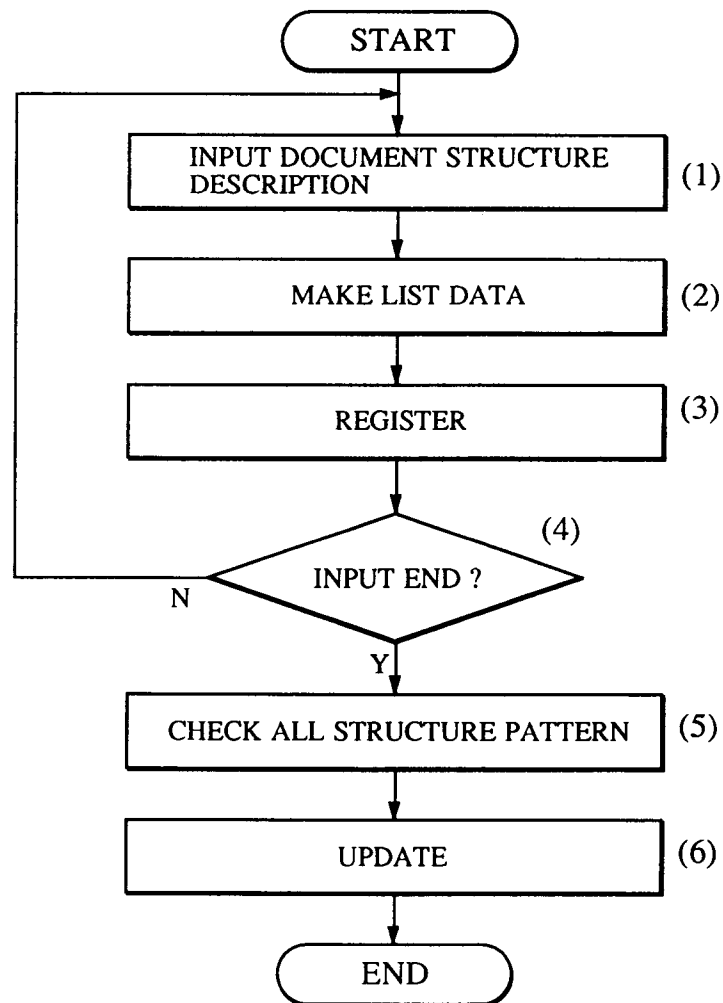 START
INPUT DOCUMENT STRUCTURE
DESCRIPTION
(1)
MAKE LIST DATA
(2)
REGISTER
(3)
(4)
INPUT END ?
N
Y
CHECK ALL STRUCTURE PATTERN
(5)
UPDATE
(6)
END